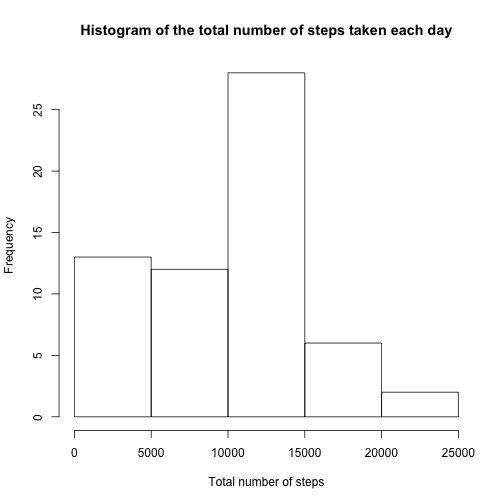 Histogram of the total number of steps taken each day
Frequency
25
20
15
10
5
0
0 5000 10000 15000 20000 25000
Total number of steps